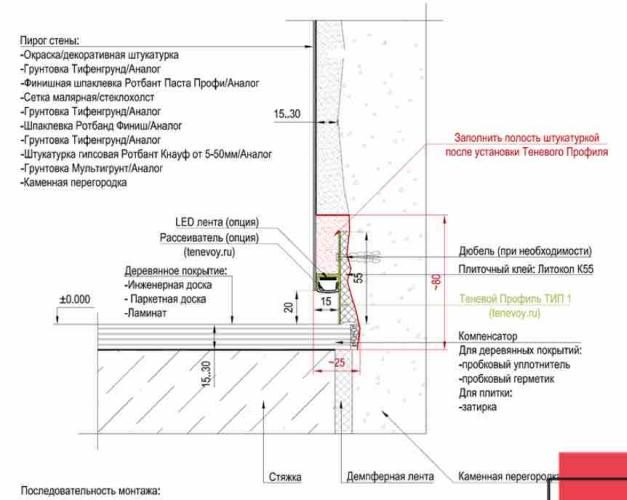 Пирог стены:
-Окраска/декоративная штукатурка
-Грунтовка Тифенгрунд/Аналог
-Финишная шпаклевка Ротбант Паста Профи/Аналог
-Сетка малярная/стеклохолст
-Грунтовка Тифенгрунд/Аналог
-Шпаклевка Ротбанд Финиш/Аналог
-Грунтовка Тифенгрунд/Аналог
-Штукатурка гипсовая Ротбант Кнауф от 5-50мм/Аналог
-Грунтовка Мультигрунт/Аналог
-Каменная перегородка
15..30
Заполнить полость штукатуркой
после установки Теневого Профиля
LED лента (опция)
Рассеиватель (опция)
(tenevoy.ru)
Деревянное покрытие:
-Инженерная доска
- Паркетная доска
-Ламинат
±0.000
20
15
55
~80
~25
15..30
Дюбель (при необходимости)
Плиточный клей: Литокол К55
Теневой Профиль ТИП 1
(tenevoy.ru)
Компенсатор
Для деревянных покрытий:
-пробковый уплотнитель
-пробковый герметик
Для плитки:
-затирка
Стяжка
Демпферная лента
Каменная перегородка
Последовательность монтажа: